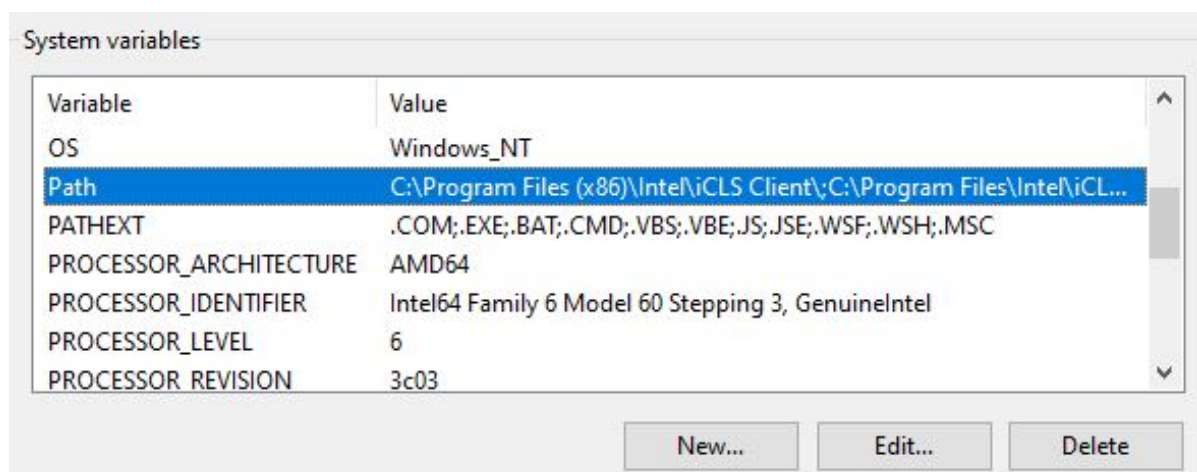 System variables
Variable Value
OS Windows_NT
Path C:\Program Files (x86)\Intel\iCLS Client\;C:\Program Files\Intel\iCL...
PATHEXT .COM;.EXE;.BAT;.CMD;.VBS;.VBE;.JS;.JSE;.WSF;.WSH;.MSC
PROCESSOR_ARCHITECTURE AMD64
PROCESSOR_IDENTIFIER Intel64 Family 6 Model 60 Stepping 3, GenuineIntel
PROCESSOR_LEVEL 6
PROCESSOR_REVISION 3c03
New... Edit... Delete